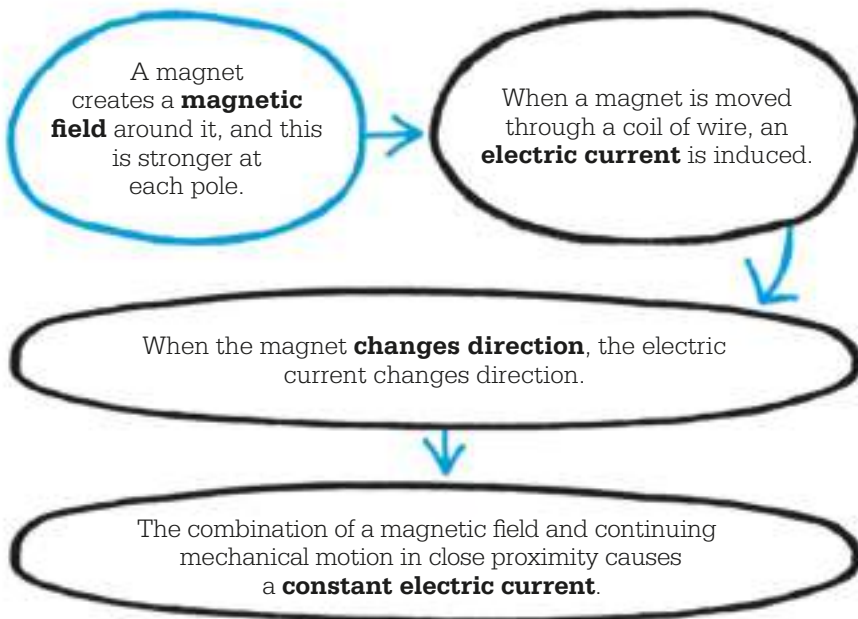 A magnet
creates a magnetic
field around it, and this
is stronger at
each pole.
When a magnet is moved
through a coil of wire, an
electric current is induced.
When the magnet changes direction, the electric
current changes direction.
The combination of a magnetic field and continuing
mechanical motion in close proximity causes
a constant electric current.